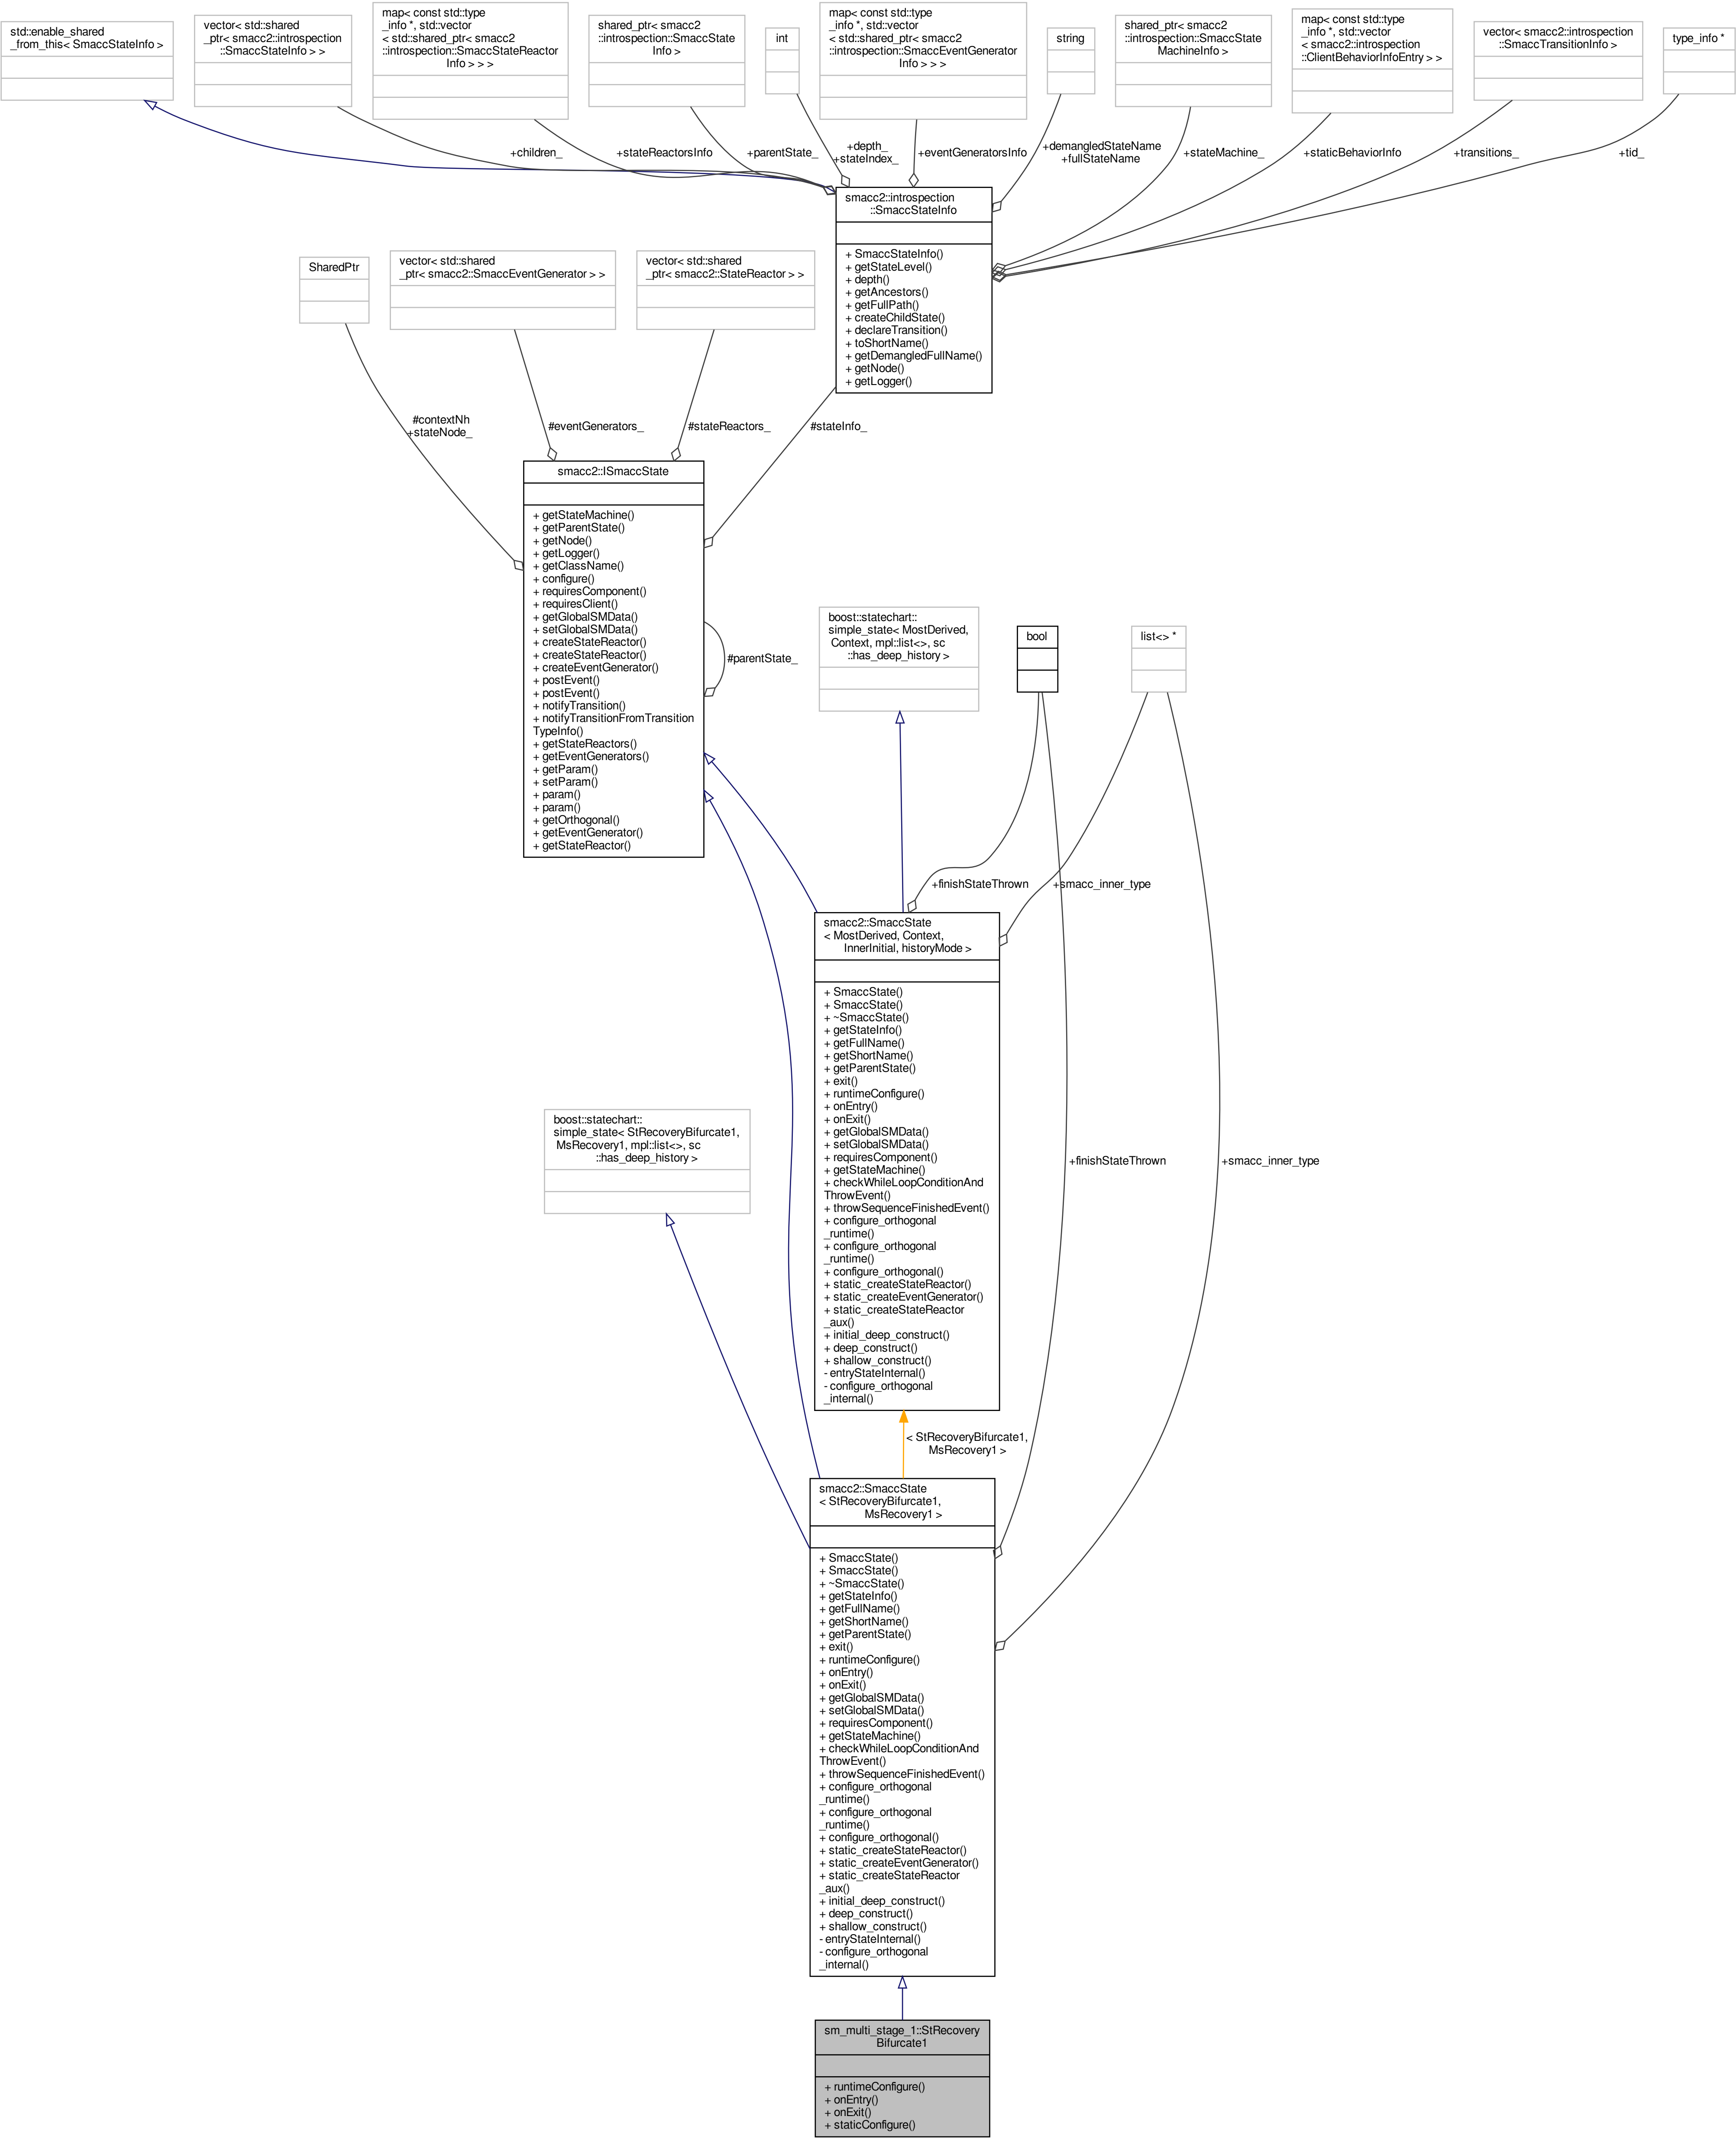 std::enable_shared
_from_this< SmaccStateInfo >
vector< std::shared
_ptr< smacc2::introspection
::SmaccStateInfo > >
map< const std::type
_info *, std::vector
< std::shared_ptr< smacc2
::introspection::SmaccStateReactor
Info > > >
shared_ptr< smacc2
::introspection::SmaccState
Info >
int
map< const std::type
_info *, std::vector
< std::shared_ptr< smacc2
::introspection::SmaccEventGenerator
Info > > >
string
shared_ptr< smacc2
::introspection::SmaccState
MachineInfo >
map< const std::type
_info *, std::vector
< smacc2::introspection
::ClientBehaviorInfoEntry > >
vector< smacc2::introspection
::SmaccTransitionInfo >
type_info *
+children_
+stateReactorsInfo
+parentState_
+depth_
+stateIndex_
+eventGeneratorsInfo
+demangledStateName
+fullStateName
+stateMachine_
+staticBehaviorInfo
+transitions_
+tid_
smacc2::introspection
::SmaccStateInfo
+ SmaccStateInfo()
+ getStateLevel()
+ depth()
+ getAncestors()
+ getFullPath()
+ createChildState()
+ declareTransition()
+ toShortName()
+ getDemangledFullName()
+ getNode()
+ getLogger()
SharedPtr
vector< std::shared
_ptr< smacc2::SmaccEventGenerator > >
vector< std::shared
_ptr< smacc2::StateReactor > >
#contextNh
+stateNode_
#eventGenerators_
#stateReactors_
#stateInfo_
smacc2::ISmaccState
+ getStateMachine()
+ getParentState()
+ getNode()
+ getLogger()
+ getClassName()
+ configure()
+ requiresComponent()
+ requiresClient()
+ getGlobalSMData()
+ setGlobalSMData()
+ createStateReactor()
+ createStateReactor()
+ createEventGenerator()
+ postEvent()
+ postEvent()
+ notifyTransition()
+ notifyTransitionFromTransition
TypeInfo()
+ getStateReactors()
+ getEventGenerators()
+ getParam()
+ setParam()
+ param()
+ param()
+ getOrthogonal()
+ getEventGenerator()
+ getStateReactor()
#parentState_
boost::statechart::
simple_state< MostDerived,
Context, mpl::list<>, sc
::has_deep_history >
bool
list<> *
+finishStateThrown
+smacc_inner_type
smacc2::SmaccState
< MostDerived, Context,
InnerInitial, historyMode >
+ SmaccState()
+ SmaccState()
+ ~SmaccState()
+ getStateInfo()
+ getFullName()
+ getShortName()
+ getParentState()
+ exit()
+ runtimeConfigure()
+ onEntry()
+ onExit()
+ getGlobalSMData()
+ setGlobalSMData()
+ requiresComponent()
+ getStateMachine()
+ checkWhileLoopConditionAnd
ThrowEvent()
+ throwSequenceFinishedEvent()
+ configure_orthogonal
_runtime()
+ configure_orthogonal
_runtime()
+ configure_orthogonal()
+ static_createStateReactor()
+ static_createEventGenerator()
+ static_createStateReactor
_aux()
+ initial_deep_construct()
+ deep_construct()
+ shallow_construct()
- entryStateInternal()
- configure_orthogonal
_internal()
boost::statechart::
simple_state< StRecoveryBifurcate1,
MsRecovery1, mpl::list<>, sc
::has_deep_history >
+finishStateThrown
+smacc_inner_type
< StRecoveryBifurcate1,
MsRecovery1 >
smacc2::SmaccState
< StRecoveryBifurcate1,
MsRecovery1 >
+ SmaccState()
+ SmaccState()
+ ~SmaccState()
+ getStateInfo()
+ getFullName()
+ getShortName()
+ getParentState()
+ exit()
+ runtimeConfigure()
+ onEntry()
+ onExit()
+ getGlobalSMData()
+ setGlobalSMData()
+ requiresComponent()
+ getStateMachine()
+ checkWhileLoopConditionAnd
ThrowEvent()
+ throwSequenceFinishedEvent()
+ configure_orthogonal
_runtime()
+ configure_orthogonal
_runtime()
+ configure_orthogonal()
+ static_createStateReactor()
+ static_createEventGenerator()
+ static_createStateReactor
_aux()
+ initial_deep_construct()
+ deep_construct()
+ shallow_construct()
- entryStateInternal()
- configure_orthogonal
_internal()
sm_multi_stage_1::StRecovery
Bifurcate1
+ runtimeConfigure()
+ onEntry()
+ onExit()
+ staticConfigure()